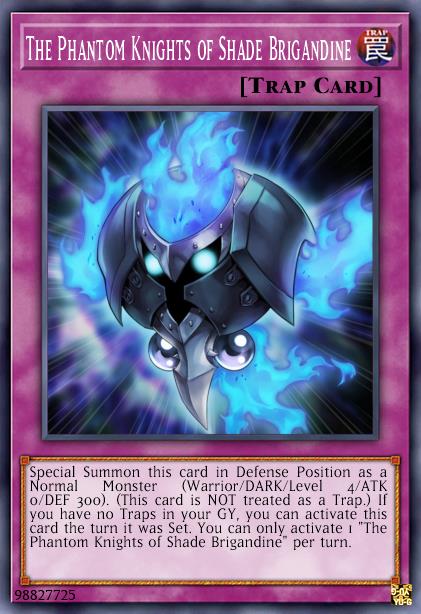 The Phantom Knights of Shade Brigandine
TRAP
罠
[Trap Card]
Special Summon this card in Defense Position as a
Normal Monster (Warrior/DARK/Level 4/ATK
0/DEF 300). (This card is NOT treated as a Trap.) If
you have no Traps in your GY, you can activate
this card the turn it was Set. You can only activate 1 "The
Phantom Knights of Shade Brigandine" per turn.
98827725